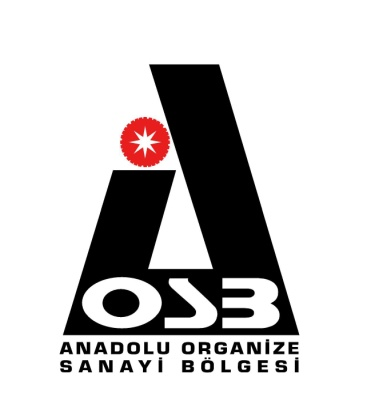 OSB
ANADOLU ORGANİZE
SANAYİ BÖLGESİ